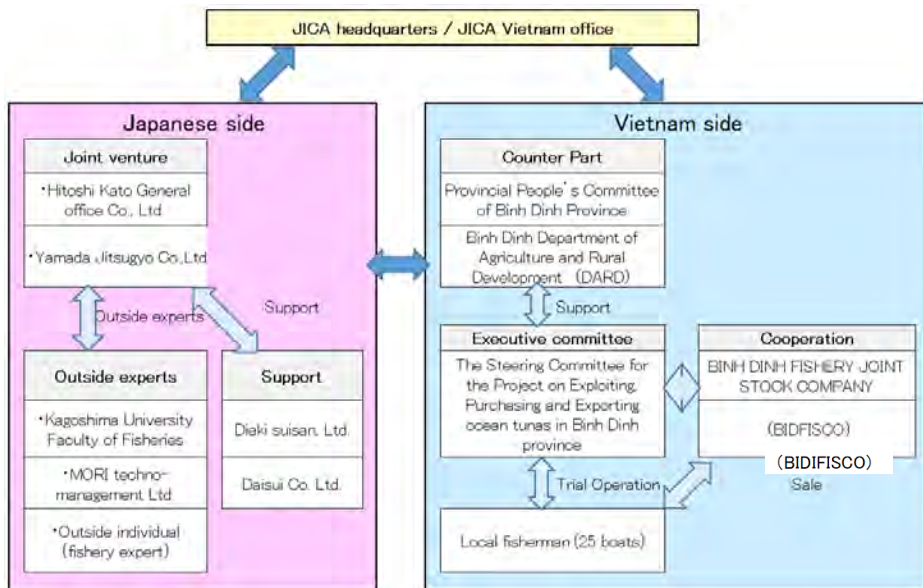 JICA headquarters / JICA Vietnam office
Japanese side
Joint venture
・Hitoshi Kato General
office Co., Ltd
・Yamada Jitsugyo Co.,Ltd
Outside experts
Support
Outside experts
・Kagoshima University
Faculty of Fisheries
・MORI techno-
management Ltd
・Outside individual
(fishery expert)
Support
Diaki suisan, Ltd.
Daisui Co. Ltd.
Vietnam side
Counter Part
Provincial People's Committee
of Binh Dinh Province
Binh Dinh Department of
Agriculture and Rural
Development (DARD)
Support
Executive committee
The Steering Committee for
the Project on Exploiting,
Purchasing and Exporting
ocean tunas in Binh Dinh
province
Cooperation
BINH DINH FISHERY JOINT
STOCK COMPANY
(BIDFISCO)
(BIDIFISCO)
Trial Operation
Sale
Local fisherman (25 boats)